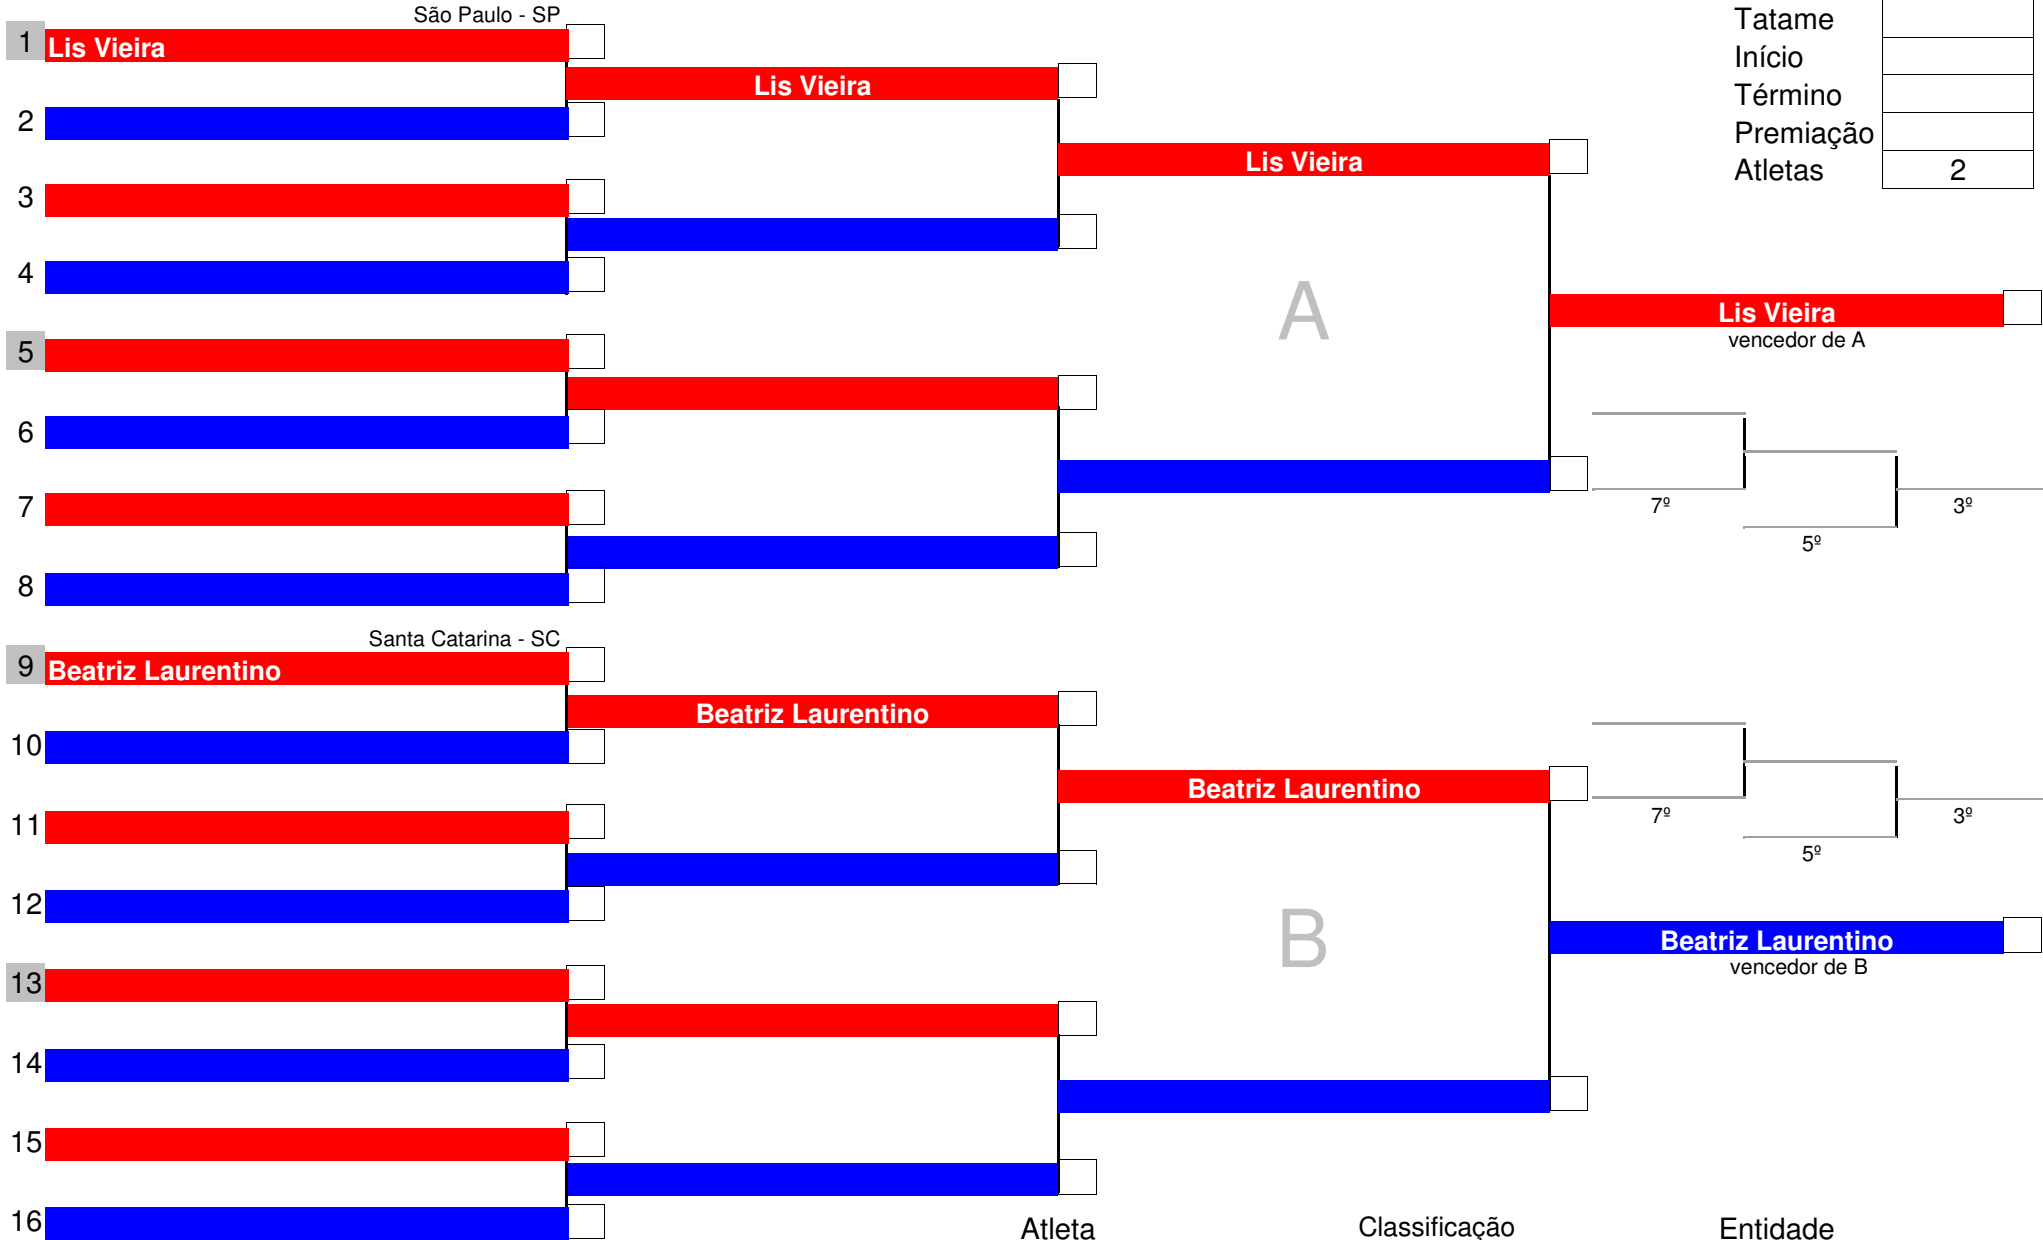 São Paulo - SP
Tatame
1 Lis Vieira
Início
Lis Vieira
Término
2
Premiação
Lis Vieira
Atletas 2
3
4
A
Lis Vieira
vencedor de A
5
6
7
7º 3º
5º
8
Santa Catarina - SC
9 Beatriz Laurentino
Beatriz Laurentino
10
Beatriz Laurentino
11
7º 3º
5º
12
B
Beatriz Laurentino
vencedor de B
13
14
15
16
Atleta Classificação Entidade